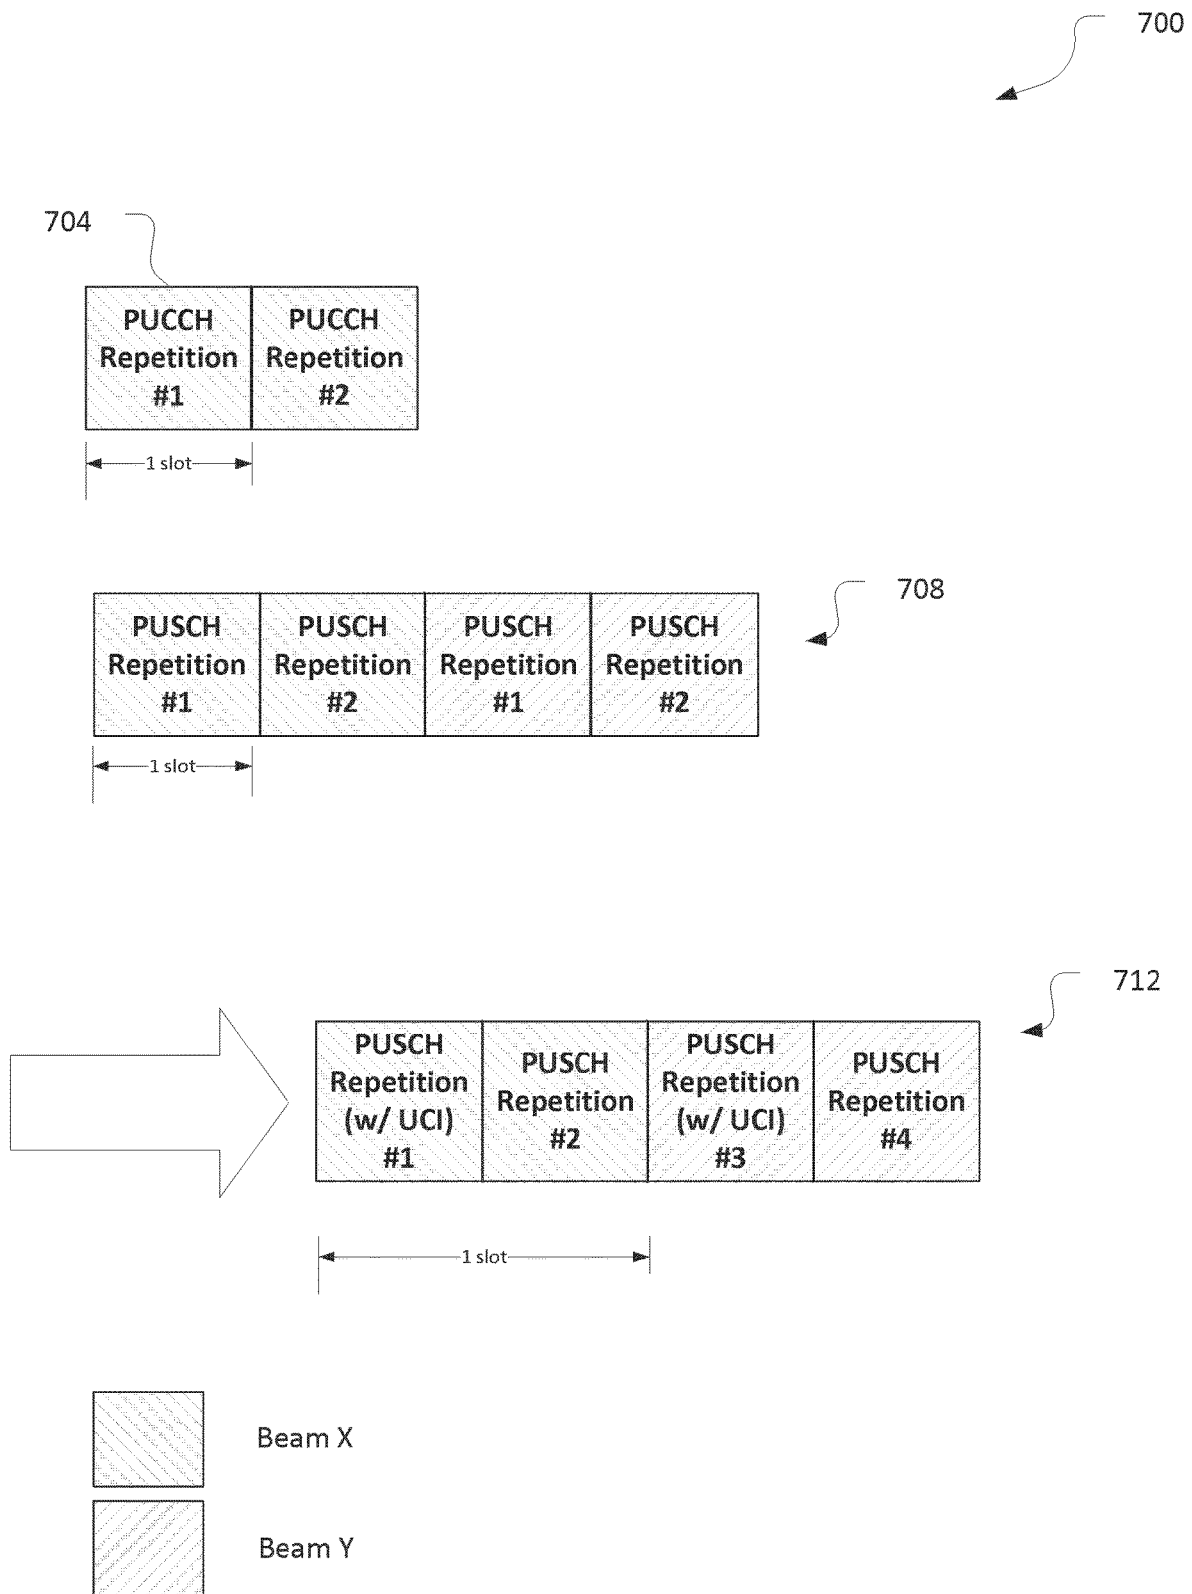 700
704
PUCCH Repetition #1
PUCCH Repetition #2
1 slot
708
PUSCH Repetition #1
PUSCH Repetition #2
PUSCH Repetition #1
PUSCH Repetition #2
1 slot
712
PUSCH Repetition (w/ UCI) #1
PUSCH Repetition #2
PUSCH Repetition (w/ UCI) #3
PUSCH Repetition #4
1 slot
Beam X
Beam Y